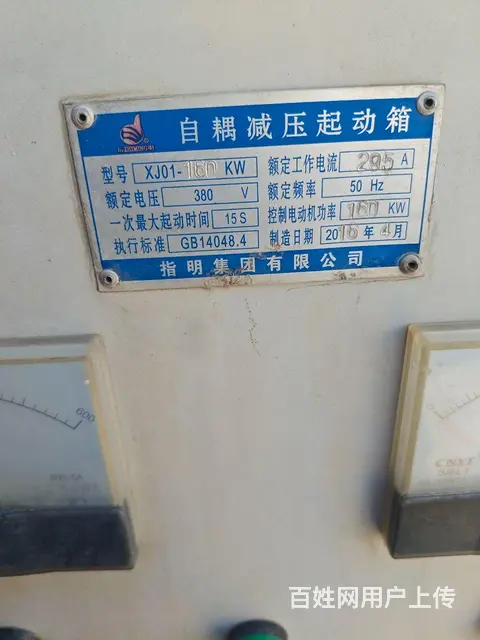 自耦减压起动箱
型号 XJ01-160 KW 额定工作电流 295 A
额定电压 380 V 额定频率 50 Hz
一次最大起动时间 15 S 控制电动机功率 160 KW
执行标准 GB14048.4 制造日期 2016 年 4 月
指明集团有限公司
600
CNXT
百姓网用户上传